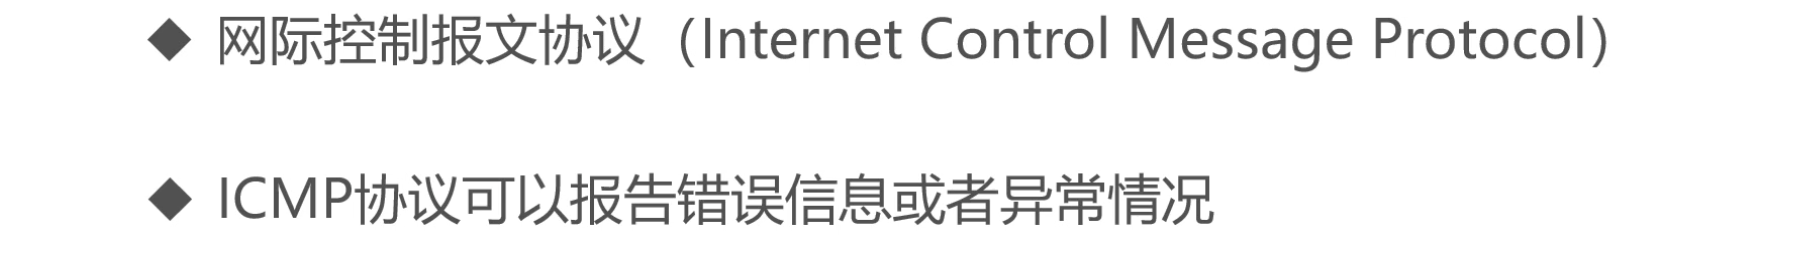 ◆ 网际控制报文协议（Internet Control Message Protocol）
◆ ICMP协议可以报告错误信息或者异常情况